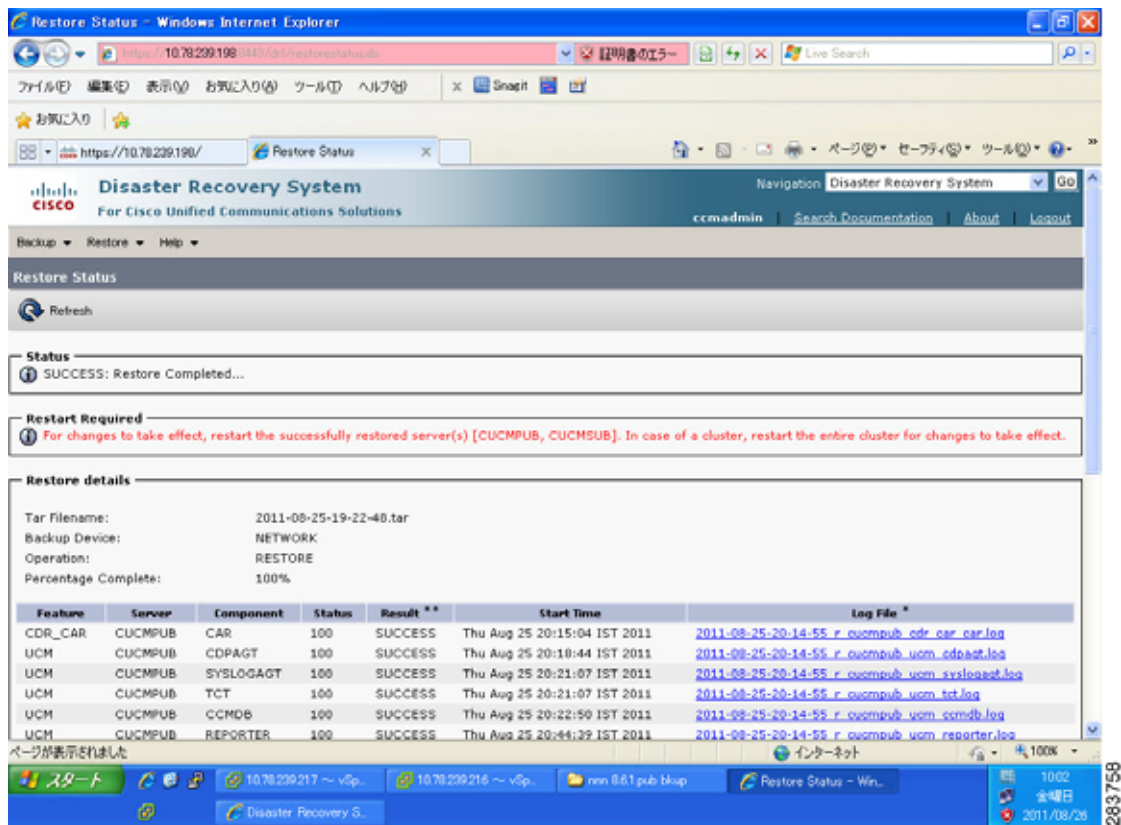 Restore Status - Windows Internet Explorer
https://10.78.239.198:8443/drf/restorestatus.do 証明書のエラー Live Search
ファイル(F) 編集(E) 表示(V) お気に入り(A) ツール(T) ヘルプ(H) x Snagit
お気に入り
https://10.78.239.198/ Restore Status ページ(P) セーフティ(S) ツール(O)
cisco
Disaster Recovery System
For Cisco Unified Communications Solutions
Navigation Disaster Recovery System Go
ccmadmin | Search Documentation | About | Logout
Backup Restore Help
Restore Status
Refresh
Status
SUCCESS: Restore Completed...
Restart Required
For changes to take effect, restart the successfully restored server(s) [CUCMPUB, CUCMSUB]. In case of a cluster, restart the entire cluster for changes to take effect.
Restore details
Tar Filename: 2011-08-25-19-22-48.tar
Backup Device: NETWORK
Operation: RESTORE
Percentage Complete: 100%
Feature Server Component Status Result ** Start Time Log File *
CDR_CAR CUCMPUB CAR 100 SUCCESS Thu Aug 25 20:15:04 IST 2011 2011-08-25-20-14-55_r_cucmpub_cdr_car_car.log
UCM CUCMPUB CDPAGT 100 SUCCESS Thu Aug 25 20:18:44 IST 2011 2011-08-25-20-14-55_r_cucmpub_ucm_cdpagt.log
UCM CUCMPUB SYSLOGAGT 100 SUCCESS Thu Aug 25 20:21:07 IST 2011 2011-08-25-20-14-55_r_cucmpub_ucm_syslogagt.log
UCM CUCMPUB TCT 100 SUCCESS Thu Aug 25 20:21:07 IST 2011 2011-08-25-20-14-55_r_cucmpub_ucm_tct.log
UCM CUCMPUB CCMDB 100 SUCCESS Thu Aug 25 20:22:50 IST 2011 2011-08-25-20-14-55_r_cucmpub_ucm_ccmdb.log
UCM CUCMPUB REPORTER 100 SUCCESS Thu Aug 25 20:44:39 IST 2011 2011-08-25-20-14-55_r_cucmpub_ucm_reporter.log
ページが表示されました インターネット 100%
スタート 10.78.239.217 ～ vSp... 10.78.239.216 ～ vSp... nnn 8.6.1 pub bkup Restore Status - Win... 10:02
金曜日
Disaster Recovery S... 2011/08/26
283758